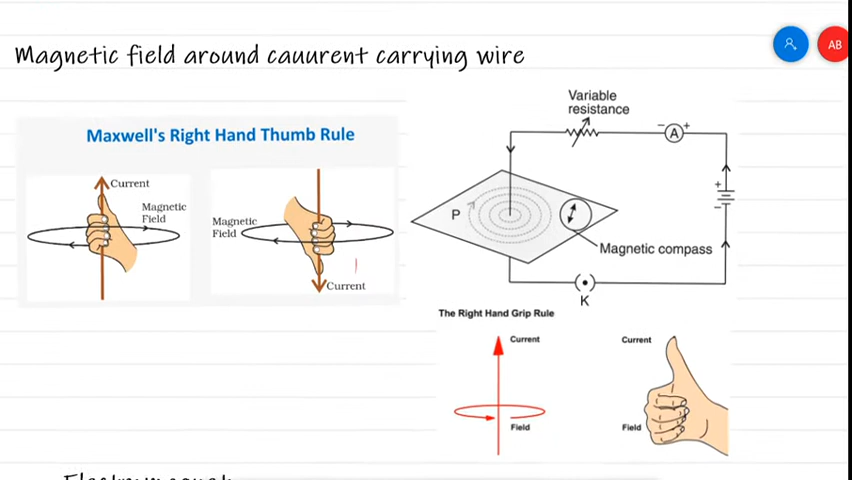 Magnetic field around cauurent carrying wire
AB
Maxwell's Right Hand Thumb Rule
Current
Magnetic
Field
Magnetic
Field
Current
Variable
resistance
− A +
P
+
−
Magnetic compass
K
The Right Hand Grip Rule
Current
Field
Current
Field